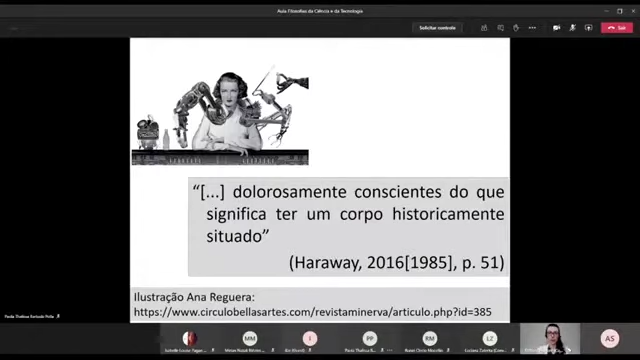 Aula Filosofias da Ciência e da Tecnologia
Solicitar controle
Sair
“[...] dolorosamente conscientes do que
significa ter um corpo historicamente
situado”
(Haraway, 2016[1985], p. 51)
Ilustração Ana Reguera:
https://www.circulobellasartes.com/revistaminerva/articulo.php?id=385
MM
I
PP
RM
LZ
AS